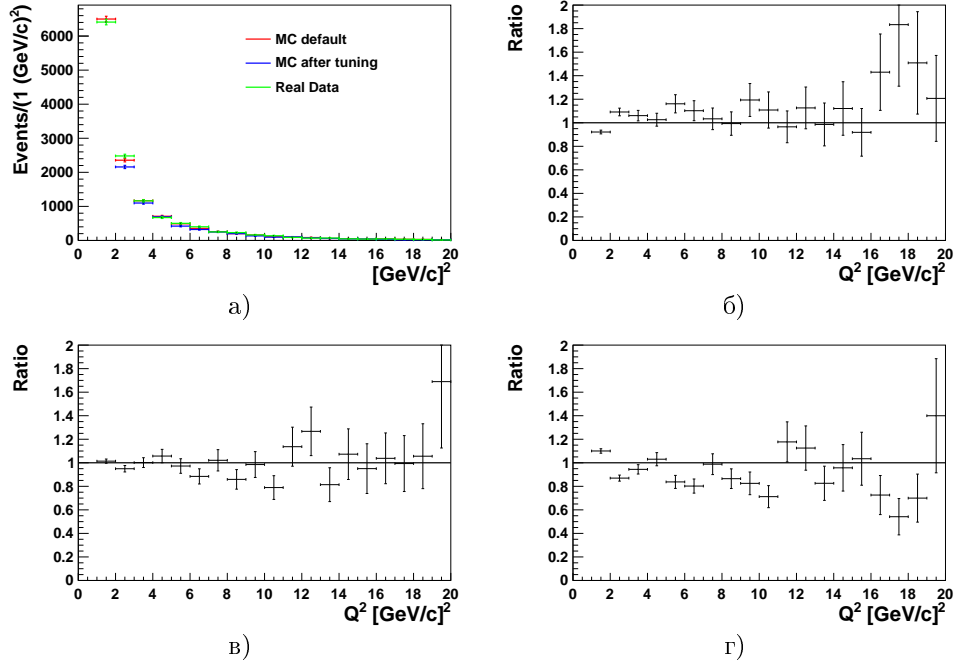 Events/(1 (GeV/c)²)
6000
5000
4000
3000
2000
1000
0
MC default
MC after tuning
Real Data
0 2 4 6 8 10 12 14 16 18 20
[GeV/c]²
а)
Ratio
2
1.8
1.6
1.4
1.2
1
0.8
0.6
0.4
0.2
0
0 2 4 6 8 10 12 14 16 18 20
Q² [GeV/c]²
б)
Ratio
2
1.8
1.6
1.4
1.2
1
0.8
0.6
0.4
0.2
0
0 2 4 6 8 10 12 14 16 18 20
Q² [GeV/c]²
в)
Ratio
2
1.8
1.6
1.4
1.2
1
0.8
0.6
0.4
0.2
0
0 2 4 6 8 10 12 14 16 18 20
Q² [GeV/c]²
г)